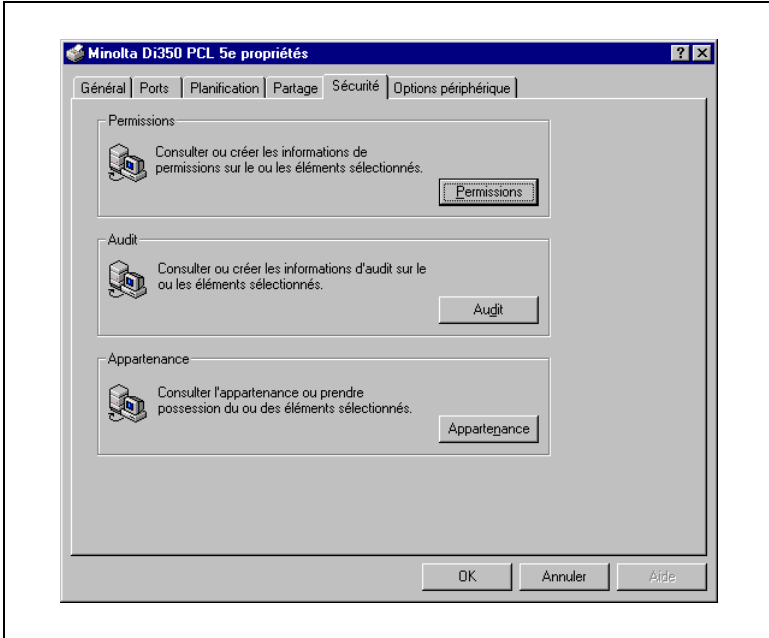 Minolta Di350 PCL 5e propriétés
Général Ports Planification Partage Sécurité Options périphérique
Permissions
Consulter ou créer les informations de
permissions sur le ou les éléments sélectionnés.
Permissions
Audit
Consulter ou créer les informations d'audit sur le
ou les éléments sélectionnés.
Audit
Appartenance
Consulter l'appartenance ou prendre
possession du ou des éléments sélectionnés.
Appartenance
OK Annuler Aide